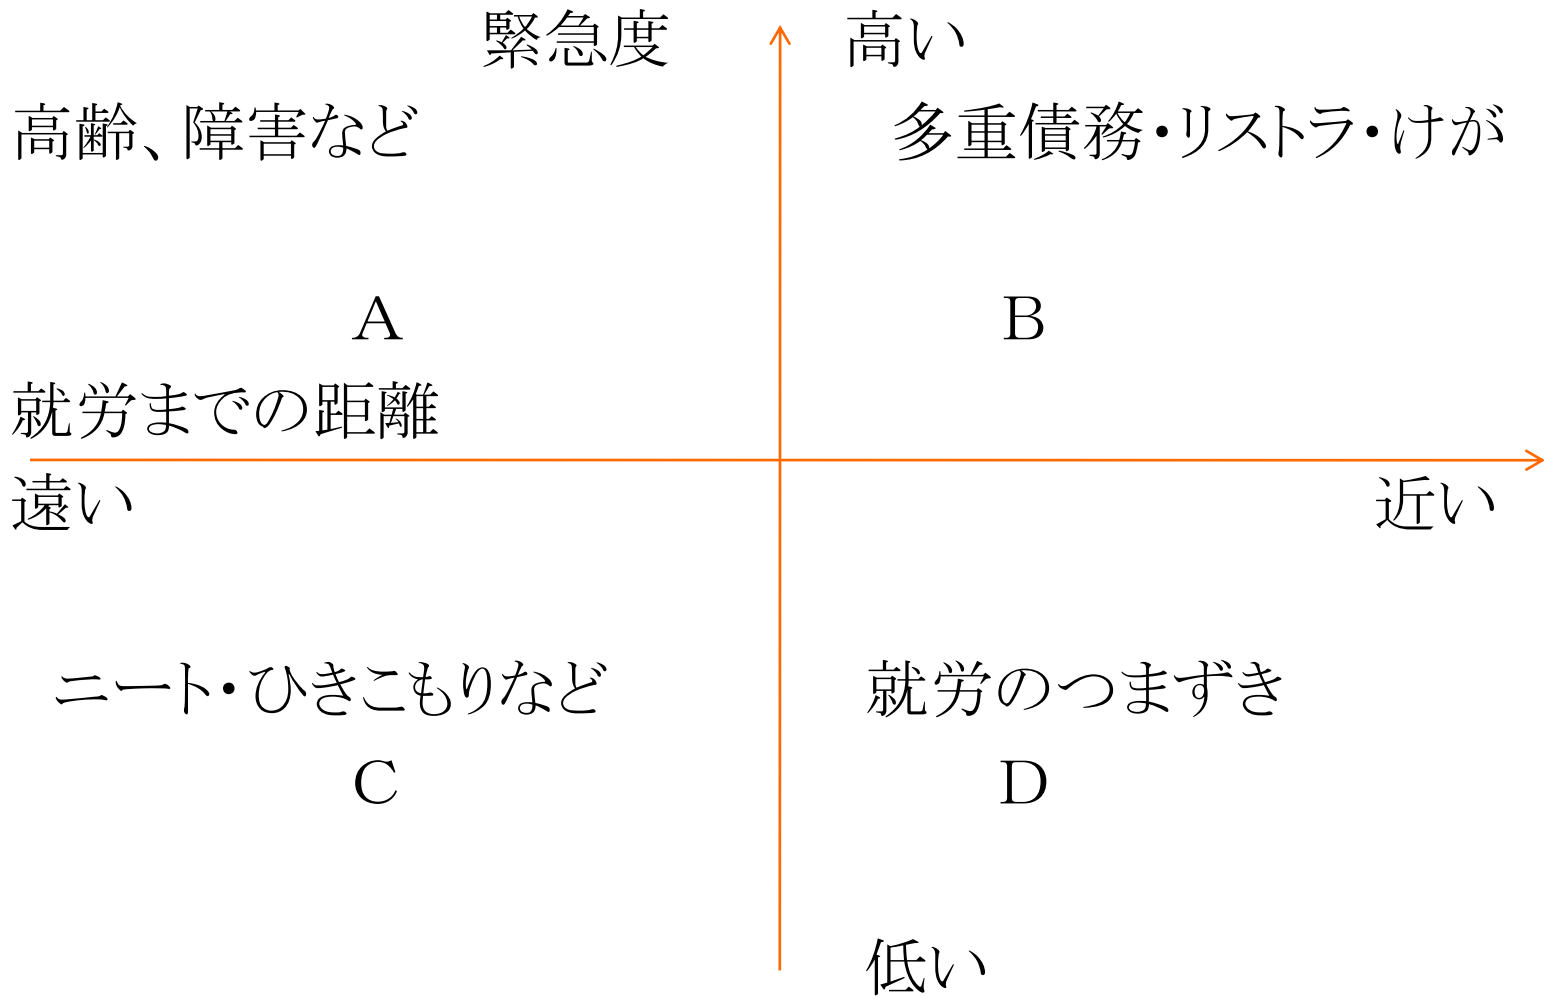 緊急度
高い
高齢、障害など
多重債務・リストラ・けが
A
B
就労までの距離
遠い
近い
ニート・ひきこもりなど
就労のつまずき
C
D
低い